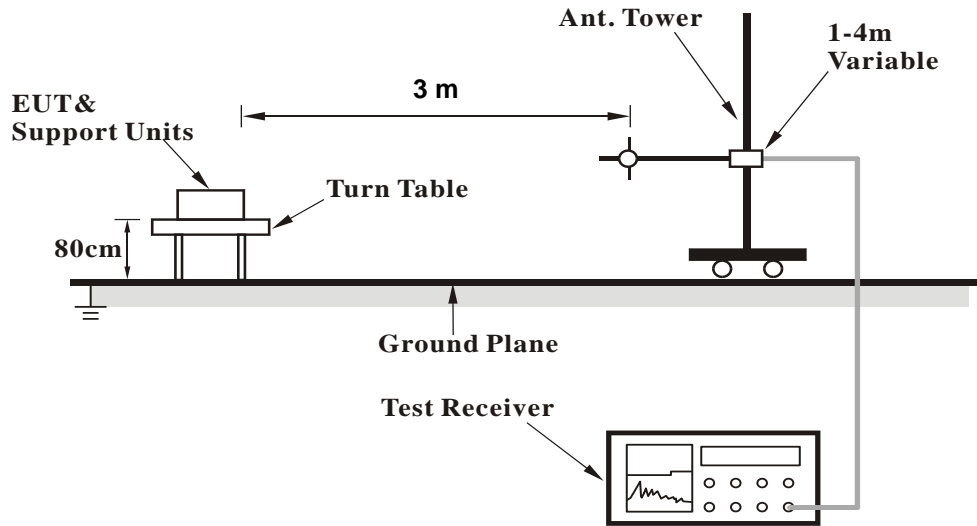 Ant. Tower
1-4m
Variable
3 m
EUT&
Support Units
Turn Table
80cm
Ground Plane
Test Receiver